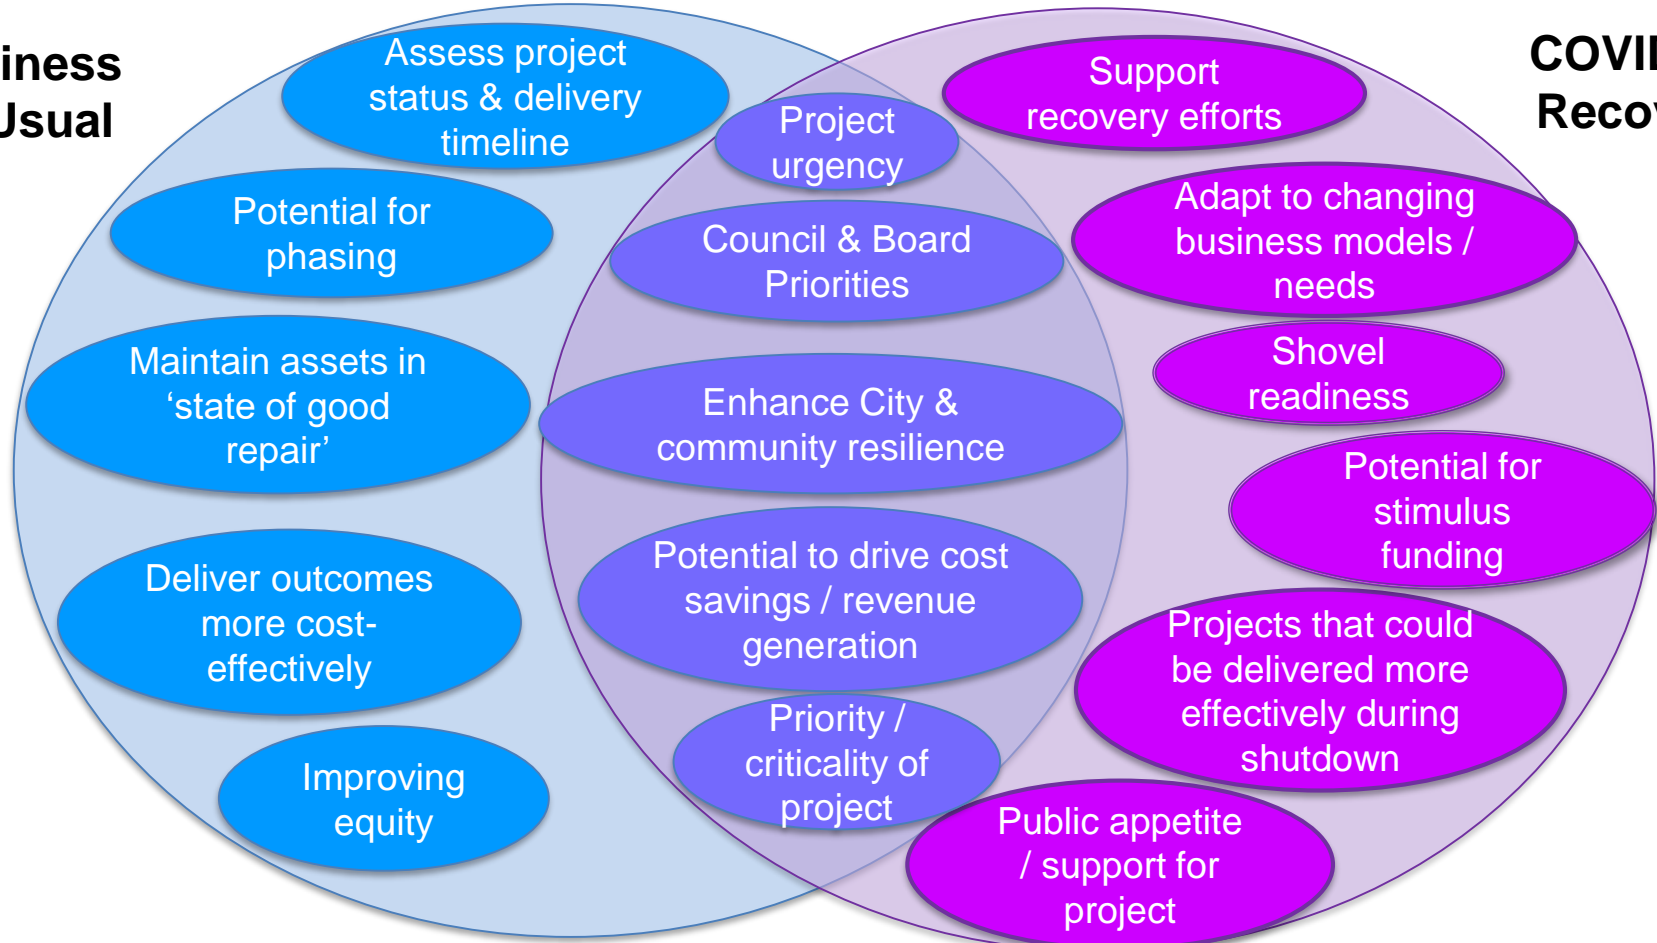 iness
Usual
Assess project
status & delivery
timeline
Potential for
phasing
Maintain assets in
‘state of good
repair’
Deliver outcomes
more cost-
effectively
Improving
equity
Project
urgency
Council & Board
Priorities
Enhance City &
community resilience
Potential to drive cost
savings / revenue
generation
Priority /
criticality of
project
COVI
Recov
Support
recovery efforts
Adapt to changing
business models /
needs
Shovel
readiness
Potential for
stimulus
funding
Projects that could
be delivered more
effectively during
shutdown
Public appetite
/ support for
project